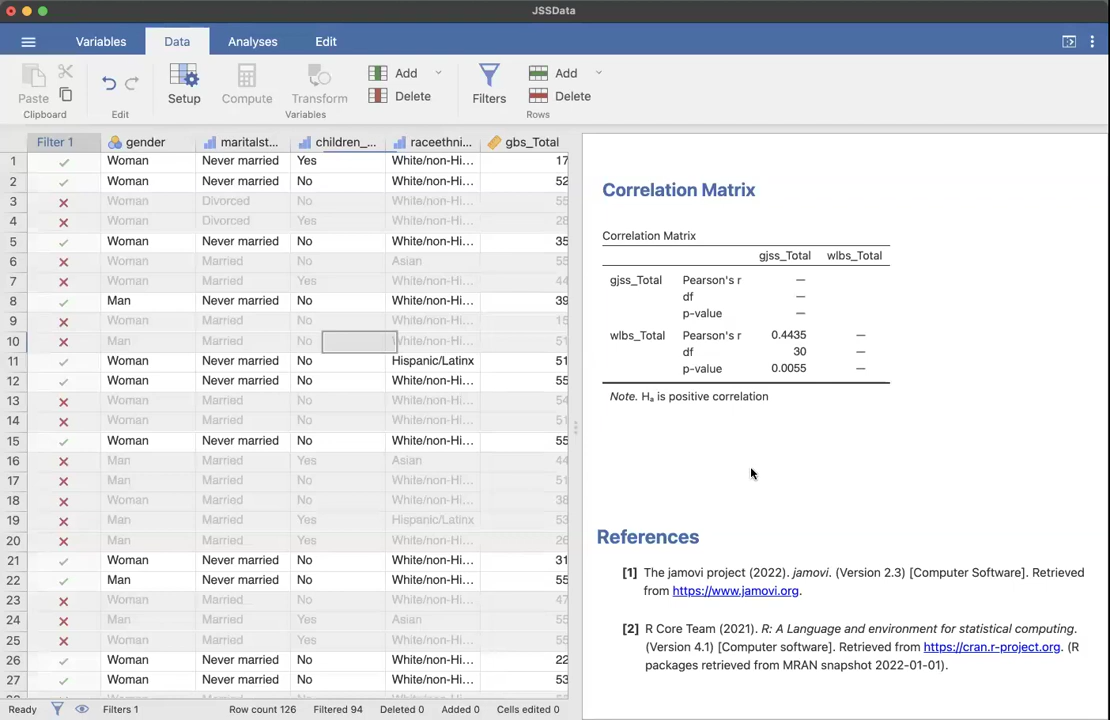 JSSData
Variables Data Analyses Edit
Paste Setup Compute Transform Add Delete Filters Add Delete
Clipboard Edit Variables Rows
Filter 1 gender maritalst... children_... raceethni... gbs_Total
1 Woman Never married Yes White/non-Hi... 17
2 Woman Never married No White/non-Hi... 52
3 Woman Divorced No White/non-Hi... 55
4 Woman Divorced Yes White/non-Hi... 28
5 Woman Never married No White/non-Hi... 35
6 Woman Married No Asian 55
7 Woman Married Yes White/non-Hi... 44
8 Man Never married No White/non-Hi... 39
9 Woman Married No White/non-Hi... 15
10 Man Married No White/non-Hi... 51
11 Woman Never married No Hispanic/Latinx 51
12 Woman Never married No White/non-Hi... 55
13 Woman Married No White/non-Hi... 54
14 Woman Married No White/non-Hi... 51
15 Woman Never married No White/non-Hi... 55
16 Man Married Yes Asian 44
17 Man Married No White/non-Hi... 51
18 Woman Married No White/non-Hi... 38
19 Man Married Yes Hispanic/Latinx 53
20 Man Married Yes White/non-Hi... 26
21 Woman Never married No White/non-Hi... 31
22 Man Never married No White/non-Hi... 55
23 Woman Married No White/non-Hi... 47
24 Man Married Yes Asian 55
25 Woman Married No White/non-Hi... 55
26 Woman Never married No White/non-Hi... 22
27 Woman Never married No White/non-Hi... 53
Ready Filters 1 Row count 126 Filtered 94 Deleted 0 Added 0 Cells edited 0
Correlation Matrix
Correlation Matrix
gjss_Total wlbs_Total
gjss_Total Pearson's r —
df —
p-value —
wlbs_Total Pearson's r 0.4435 —
df 30 —
p-value 0.0055 —
Note. Hₐ is positive correlation
References
[1] The jamovi project (2022). jamovi. (Version 2.3) [Computer Software]. Retrieved
from https://www.jamovi.org.
[2] R Core Team (2021). R: A Language and environment for statistical computing.
(Version 4.1) [Computer software]. Retrieved from https://cran.r-project.org. (R
packages retrieved from MRAN snapshot 2022-01-01).